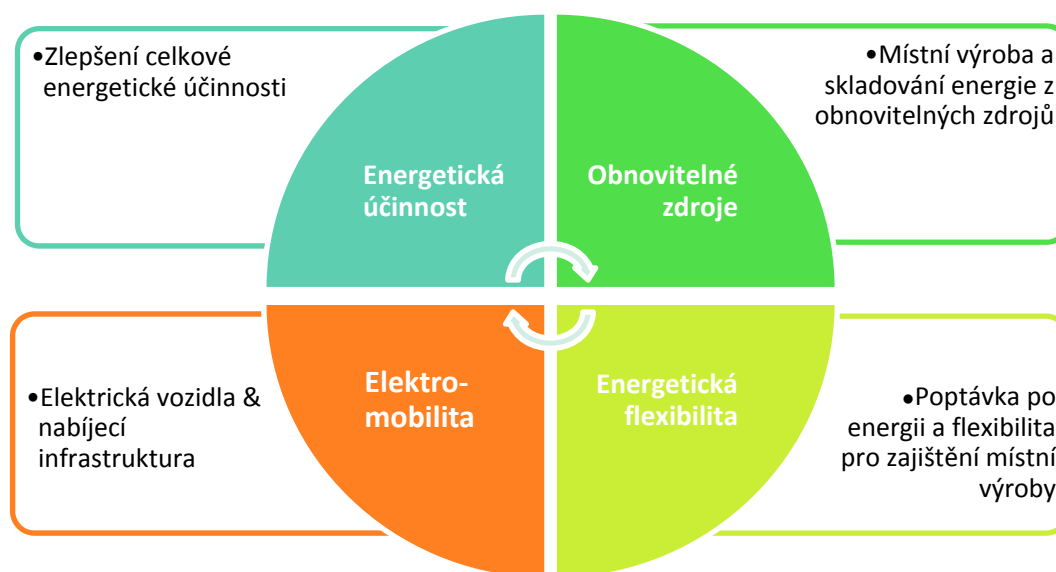 •Zlepšení celkové
energetické účinnosti
•Místní výroba a
skladování energie z
obnovitelných zdrojů
Energetická
účinnost
Obnovitelné
zdroje
•Elektrická vozidla &
nabíjecí
infrastruktura
Elektro-
mobilita
Energetická
flexibilita
•Poptávka po
energii a flexibilita
pro zajištění místní
výroby